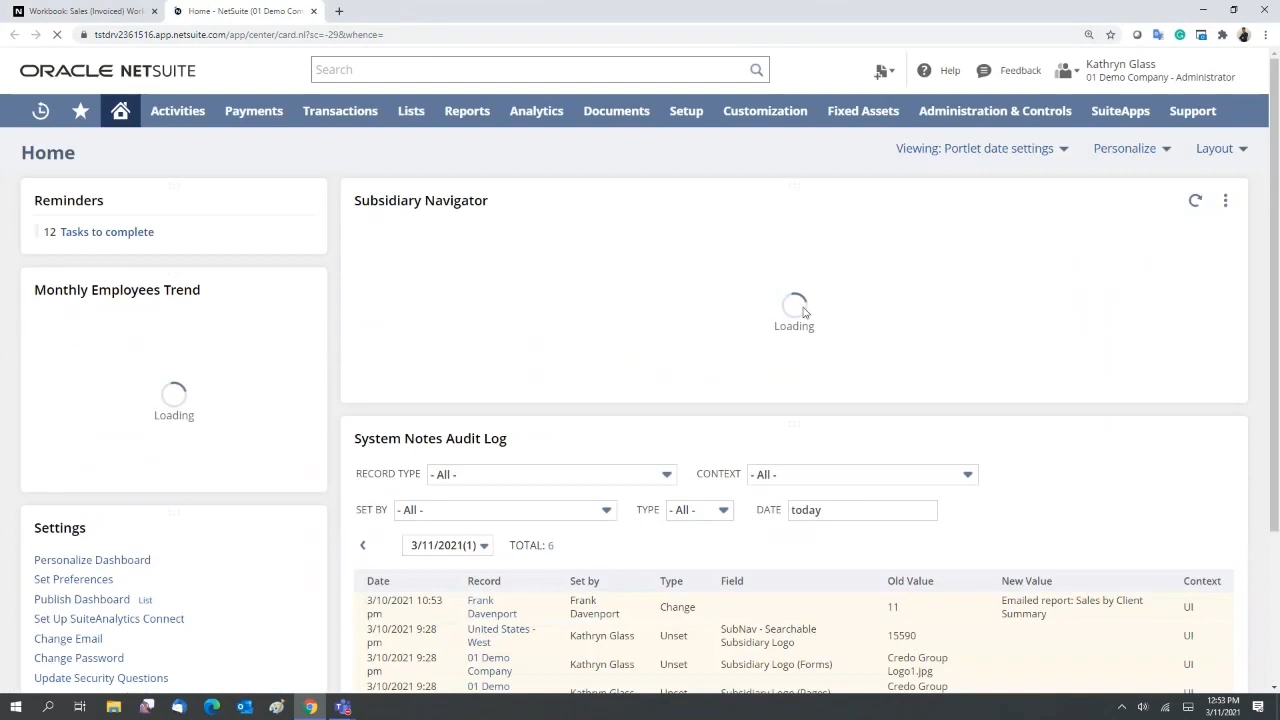 Workbook: Sales (Invoiced) Worl
Home - NetSuite (01 Demo Com
tstdrv2361516.app.netsuite.com/app/center/card.nl?sc=-29&whence=
ORACLE NETSUITE
Search
Help
Feedback
Kathryn Glass
01 Demo Company - Administrator
Activities
Payments
Transactions
Lists
Reports
Analytics
Documents
Setup
Customization
Fixed Assets
Administration & Controls
SuiteApps
Support
Home
Viewing: Portlet date settings
Personalize
Layout
Reminders
12 Tasks to complete
Monthly Employees Trend
Loading
Settings
Personalize Dashboard
Set Preferences
Publish Dashboard List
Set Up SuiteAnalytics Connect
Change Email
Change Password
Update Security Questions
Subsidiary Navigator
Loading
System Notes Audit Log
RECORD TYPE - All - CONTEXT - All -
SET BY - All - TYPE - All - DATE today
3/11/2021(1) TOTAL: 6
Date Record Set by Type Field Old Value New Value Context
3/10/2021 10:53 pm Frank Davenport Frank Davenport Change 11 Emailed report: Sales by Client Summary UI
3/10/2021 9:28 pm United States - West Kathryn Glass Unset SubNav - Searchable Subsidiary Logo 15590 UI
3/10/2021 9:28 pm 01 Demo Company Kathryn Glass Unset Subsidiary Logo (Forms) Credo Group Logo1.jpg UI
3/10/2021 9:28 01 Demo Kathryn Glass Unset Subsidiary Logo (Pages) Credo Group UI
12:53 PM
3/11/2021